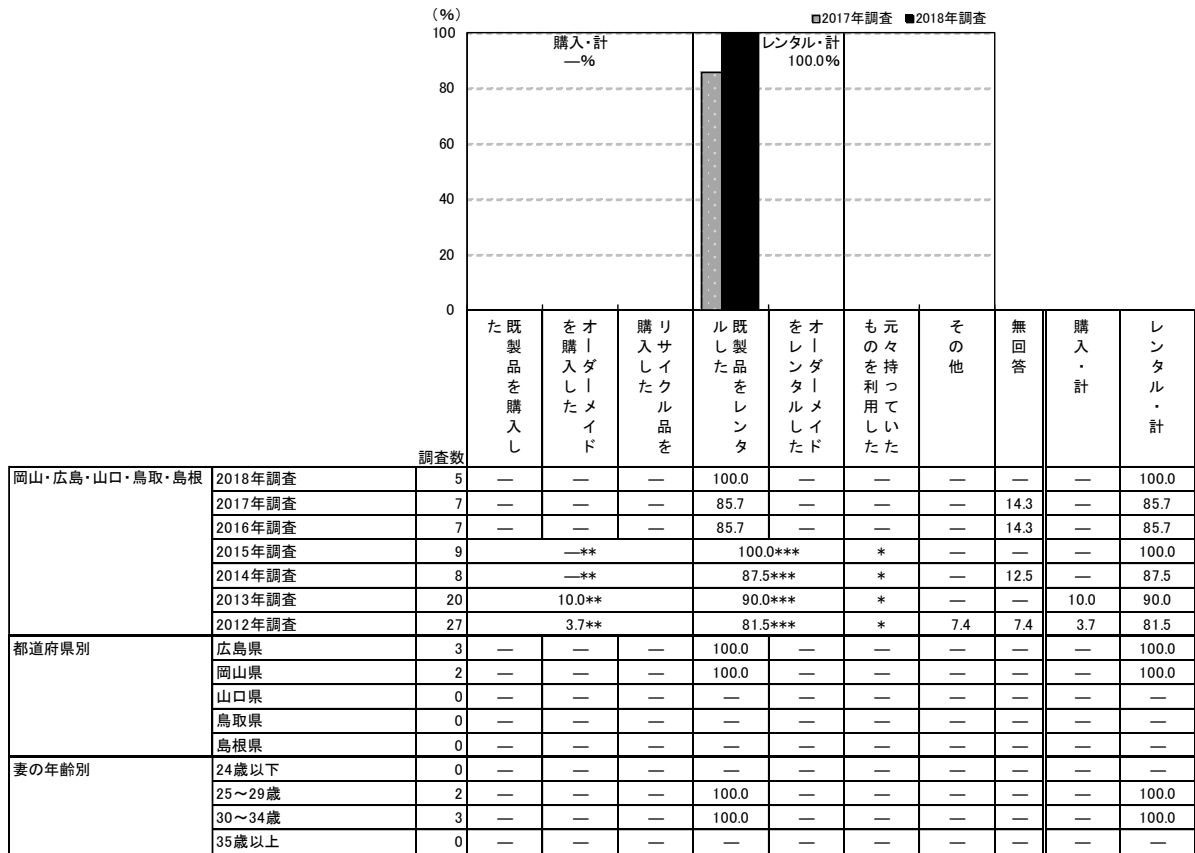 （%）
□2017年調査 ■2018年調査
100
80
60
40
20
0
購入・計
―%
レンタル・計
100.0%
既製品を購入し
た
オーダーメイド
を購入した
リサイクル品を
購入した
既製品をレンタ
ルした
オーダーメイド
をレンタルした
元々持っていた
ものを利用した
その他
無回答
購入・計
レンタル・計
調査数
岡山・広島・山口・鳥取・島根 2018年調査 5 ― ― ― 100.0 ― ― ― ― ― 100.0
2017年調査 7 ― ― ― 85.7 ― ― ― 14.3 ― 85.7
2016年調査 7 ― ― ― 85.7 ― ― ― 14.3 ― 85.7
2015年調査 9 ―** 100.0*** * ― ― ― 100.0
2014年調査 8 ―** 87.5*** * ― 12.5 ― 87.5
2013年調査 20 10.0** 90.0*** * ― ― 10.0 90.0
2012年調査 27 3.7** 81.5*** * 7.4 7.4 3.7 81.5
都道府県別 広島県 3 ― ― ― 100.0 ― ― ― ― ― 100.0
岡山県 2 ― ― ― 100.0 ― ― ― ― ― 100.0
山口県 0 ― ― ― ― ― ― ― ― ― ―
鳥取県 0 ― ― ― ― ― ― ― ― ― ―
島根県 0 ― ― ― ― ― ― ― ― ― ―
妻の年齢別 24歳以下 0 ― ― ― ― ― ― ― ― ― ―
25～29歳 2 ― ― ― 100.0 ― ― ― ― ― 100.0
30～34歳 3 ― ― ― 100.0 ― ― ― ― ― 100.0
35歳以上 0 ― ― ― ― ― ― ― ― ― ―